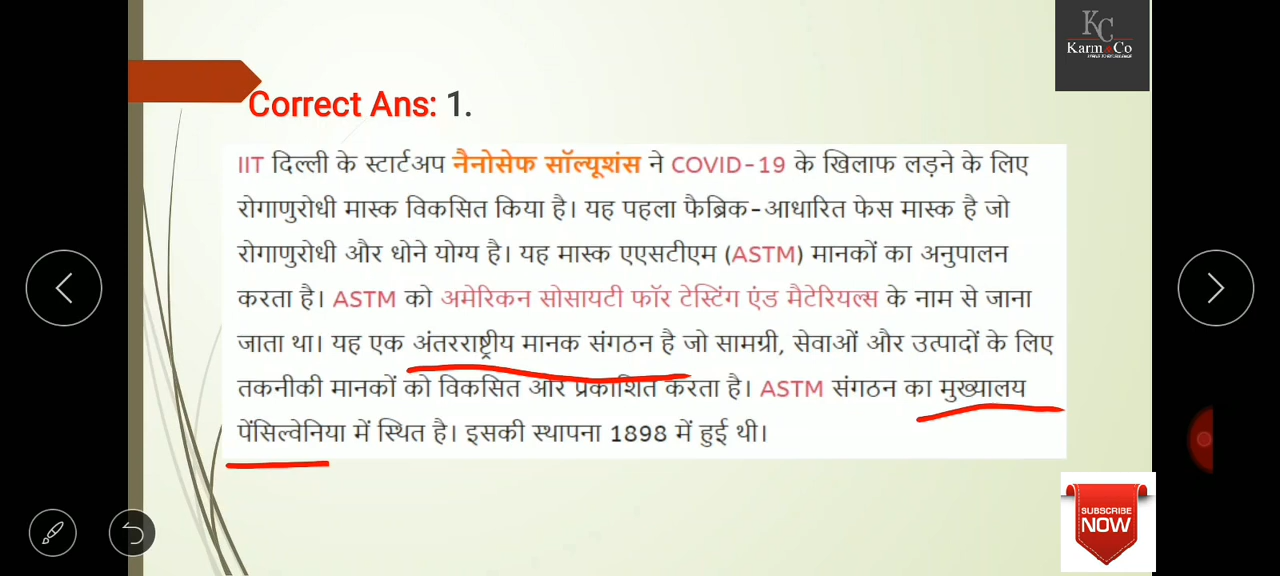 KC
Karm Co
Correct Ans: 1.
IIT दिल्ली के स्टार्टअप नैनोसेफ सॉल्यूशंस ने COVID-19 के खिलाफ लड़ने के लिए
रोगाणुरोधी मास्क विकसित किया है। यह पहला फैब्रिक-आधारित फेस मास्क है जो
रोगाणुरोधी और धोने योग्य है। यह मास्क एएसटीएम (ASTM) मानकों का अनुपालन
करता है। ASTM को अमेरिकन सोसायटी फॉर टेस्टिंग एंड मैटेरियल्स के नाम से जाना
जाता था। यह एक अंतरराष्ट्रीय मानक संगठन है जो सामग्री, सेवाओं और उत्पादों के लिए
तकनीकी मानकों को विकसित और प्रकाशित करता है। ASTM संगठन का मुख्यालय
पेंसिल्वेनिया में स्थित है। इसकी स्थापना 1898 में हुई थी।
SUBSCRIBE
NOW